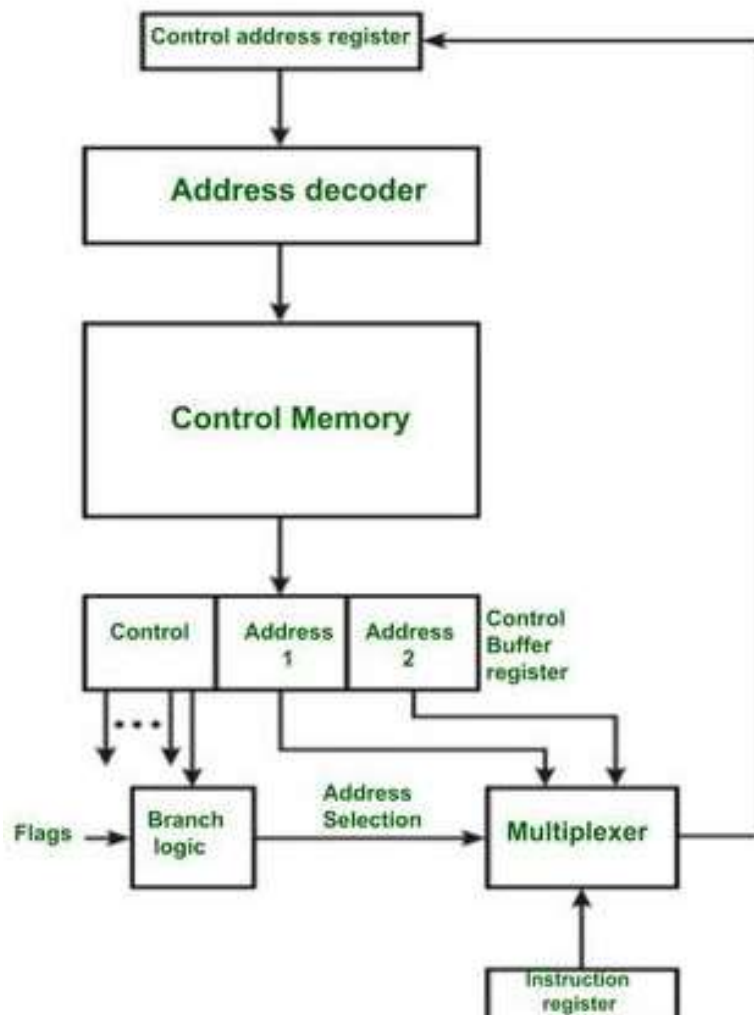 Control address register
Address decoder
Control Memory
Control
Address
1
Address
2
Control
Buffer
register
Flags
Branch
logic
Address
Selection
Multiplexer
Instruction
register